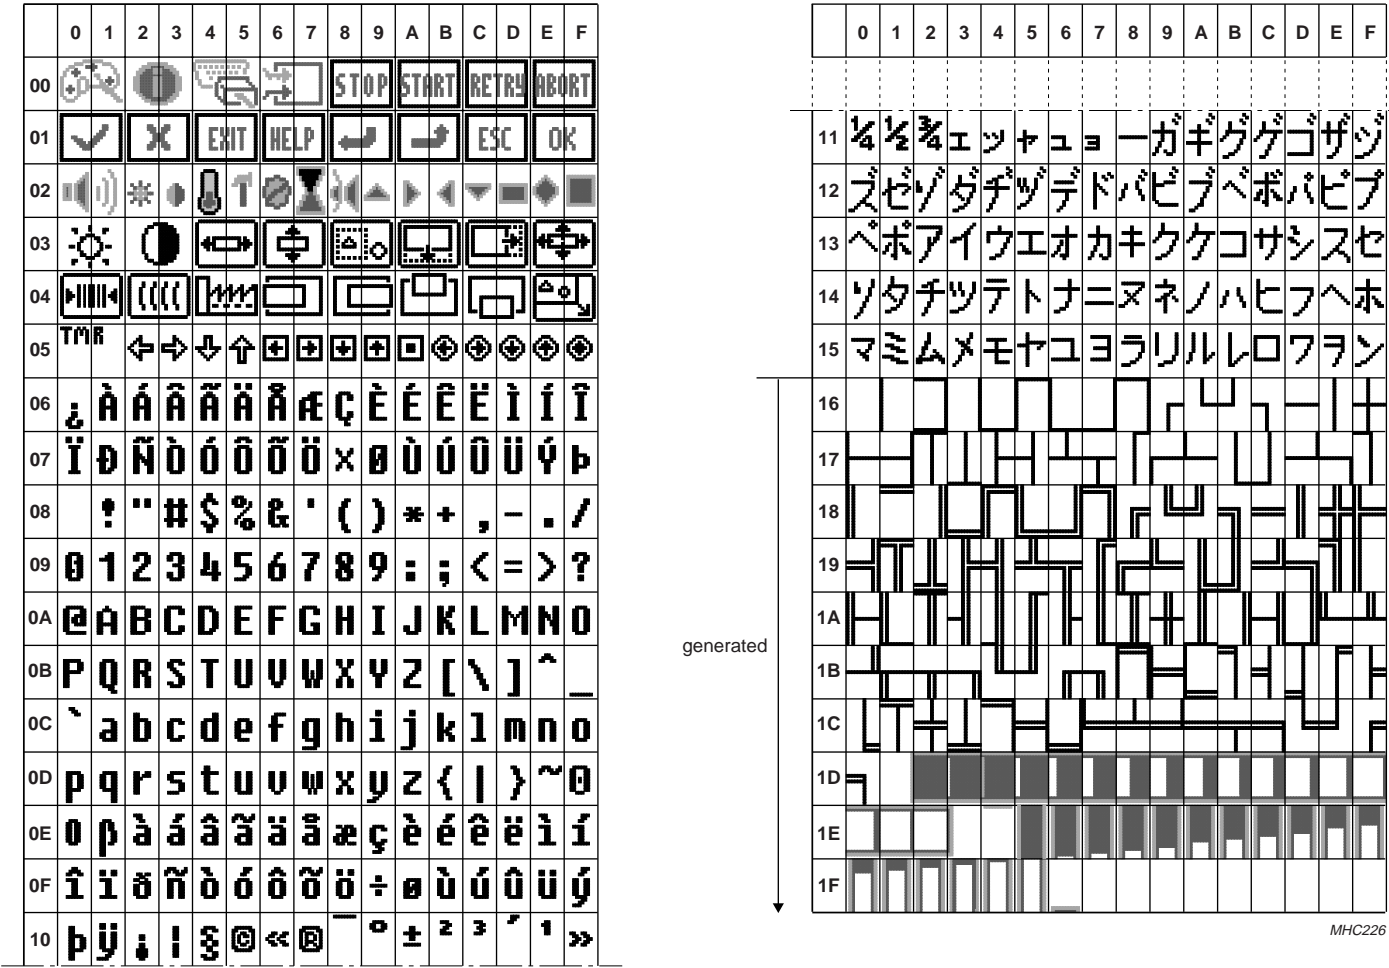 0 1 2 3 4 5 6 7 8 9 A B C D E F
00 STOP START RETRY ABORT
01 EXIT HELP ESC OK
02
03
04
05 TMR
06 ¿ À Á Â Ã Ä Å Æ Ç È É Ê Ë Ì Í Î
07 Ï Ð Ñ Ò Ó Ô Õ Ö × Ø Ù Ú Û Ü Ý Þ
08 ! " # $ % & ' ( ) * + , - . /
09 0 1 2 3 4 5 6 7 8 9 : ; < = > ?
0A @ A B C D E F G H I J K L M N O
0B P Q R S T U V W X Y Z [ \ ] ^ _
0C ` a b c d e f g h i j k l m n o
0D p q r s t u v w x y z { | } ~ 0
0E 0 β à á â ã ä å æ ç è é ê ë ì í
0F î ï ð ñ ò ó ô õ ö ÷ ø ù ú û ü ý
10 þ ÿ ¡ ¦ § © « ® ¯ ° ± ² ³ ´ ¹ »
0 1 2 3 4 5 6 7 8 9 A B C D E F
11 ¼ ½ ¾ ェ ッ ャ ュ ョ ー ガ ギ グ ゲ ゴ ザ ジ
12 ズ ゼ ゾ ダ ヂ ヅ デ ド バ ビ ブ ベ ボ パ ピ プ
13 ペ ポ ア イ ウ エ オ カ キ ク ケ コ サ シ ス セ
14 ソ タ チ ツ テ ト ナ ニ ヌ ネ ノ ハ ヒ フ ヘ ホ
15 マ ミ ム メ モ ヤ ユ ヨ ラ リ ル レ ロ ワ ヲ ン
16
17
18
19
1A
generated
1B
1C
1D
1E
1F
MHC226